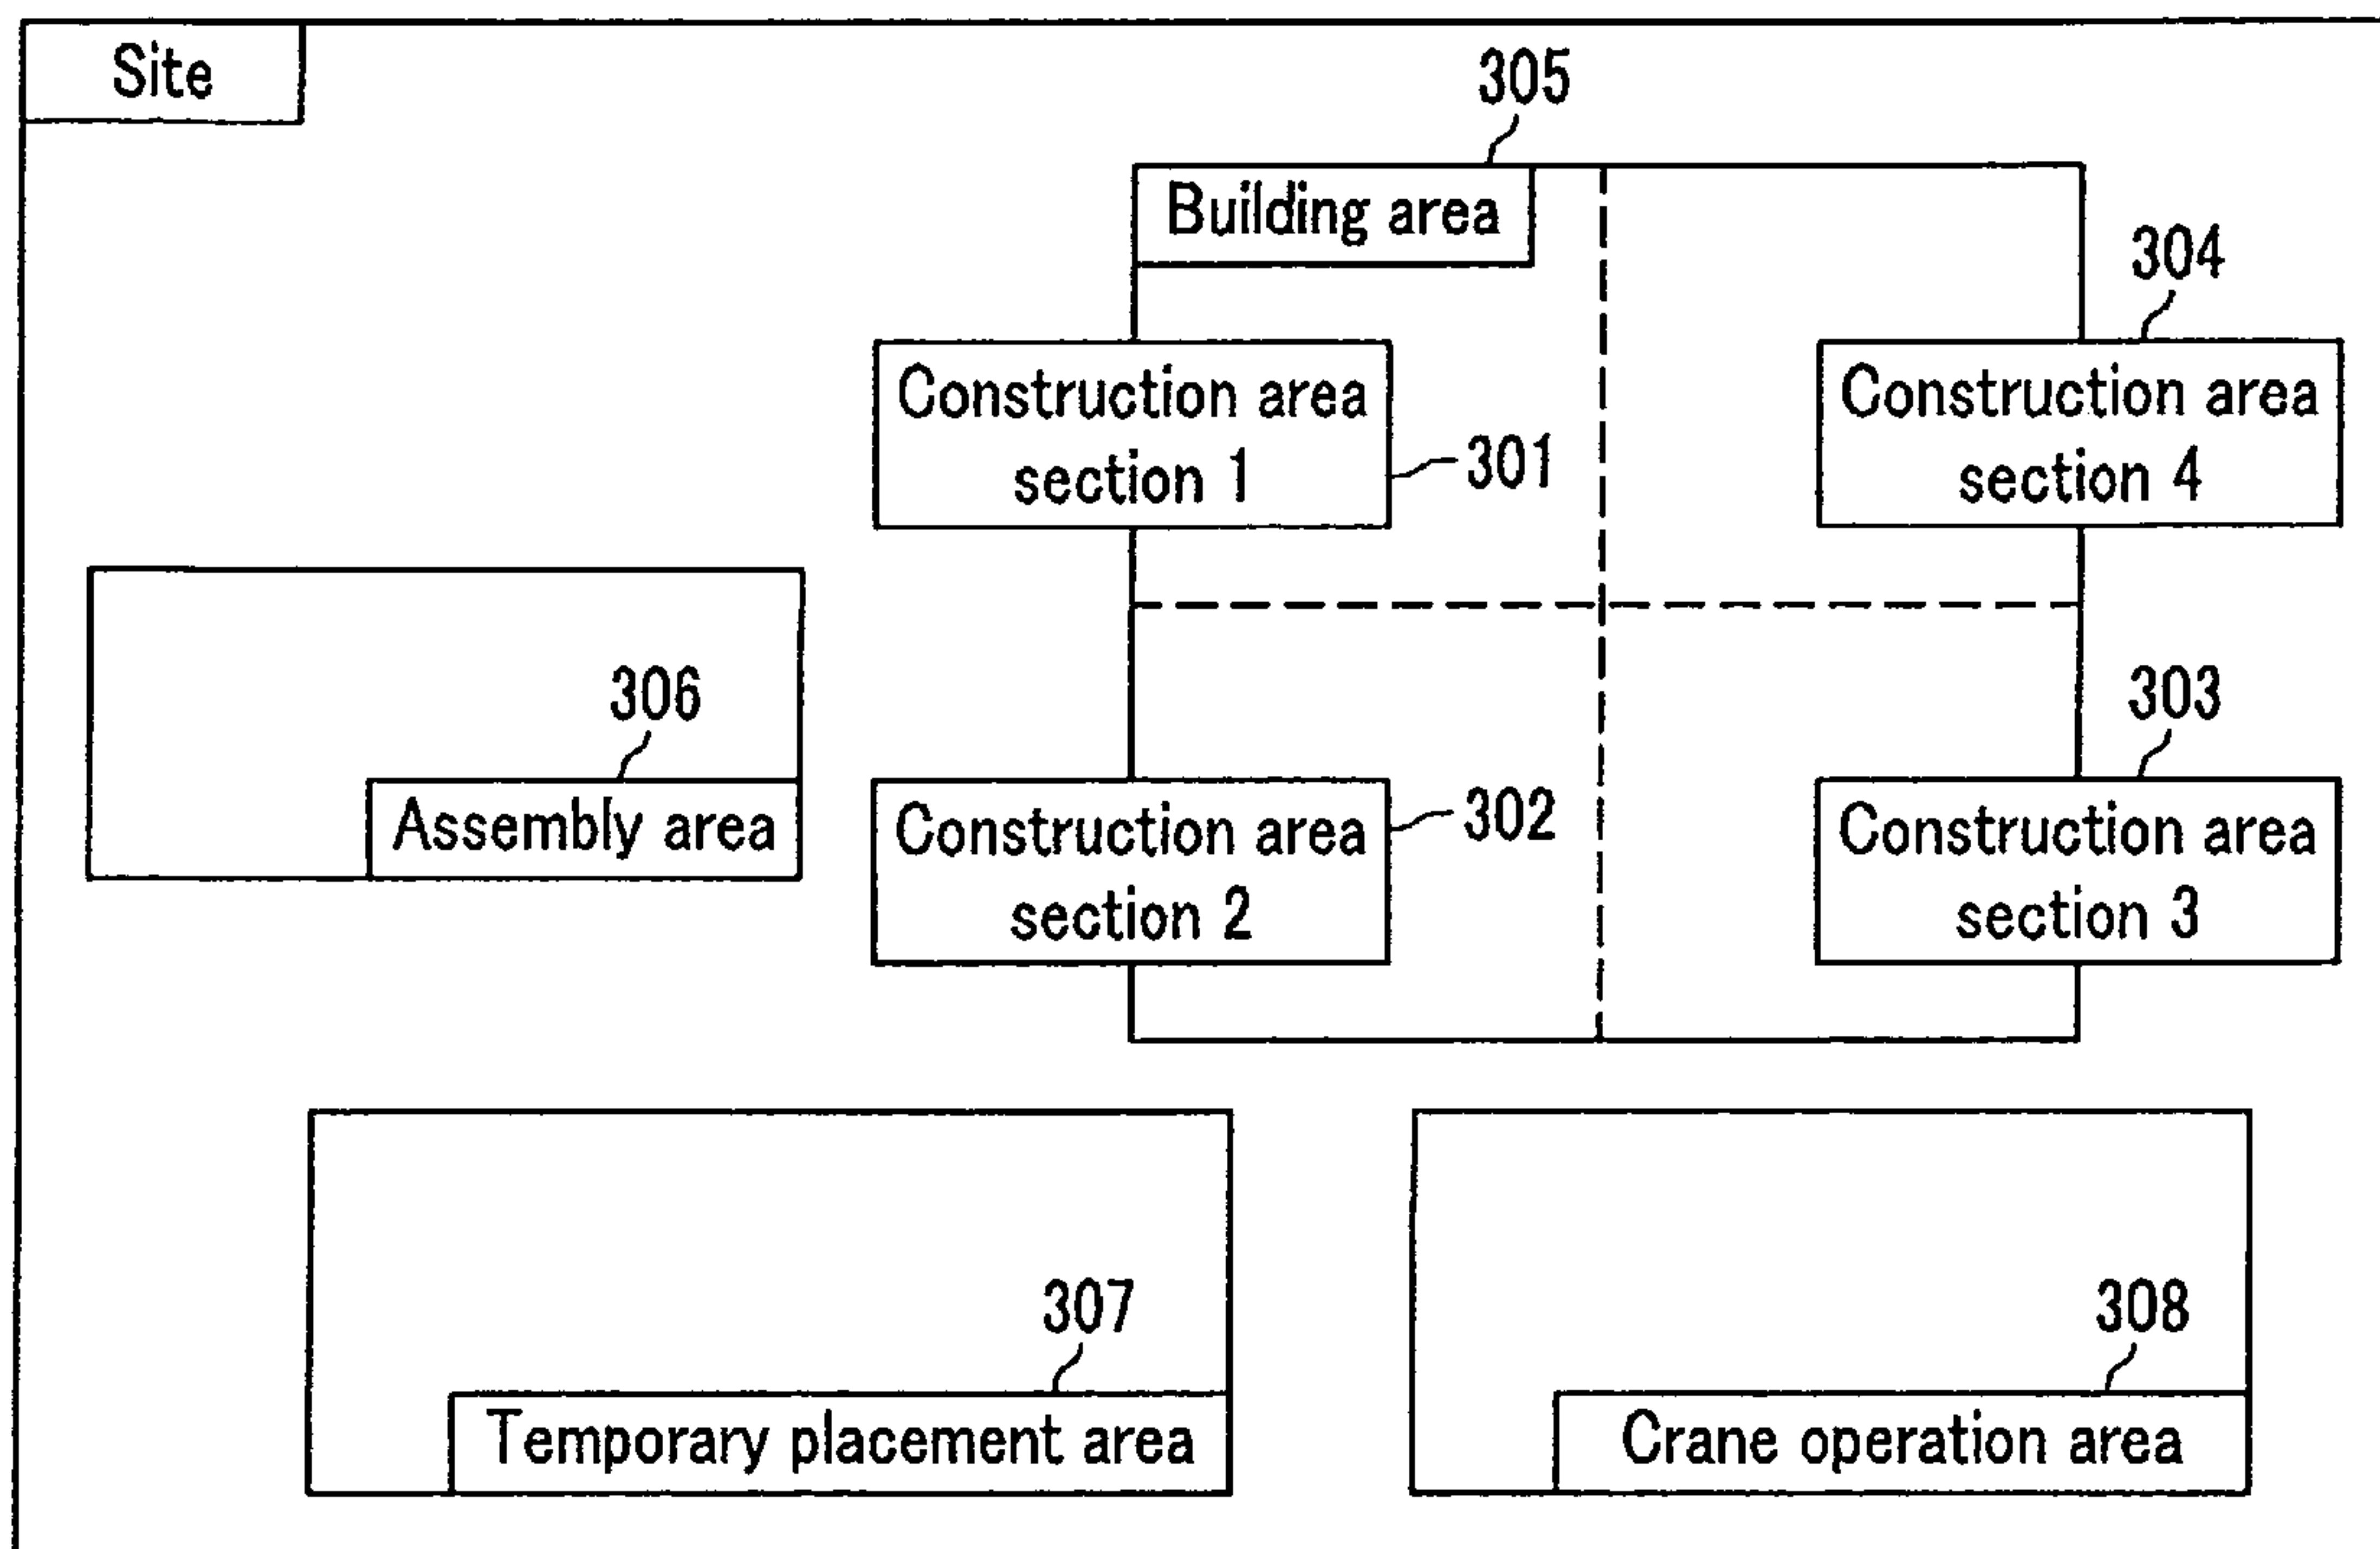 Site
305
Building area
304
Construction area
section 1
301
Construction area
section 4
306
Assembly area
303
Construction area
section 2
302
Construction area
section 3
307
Temporary placement area
308
Crane operation area